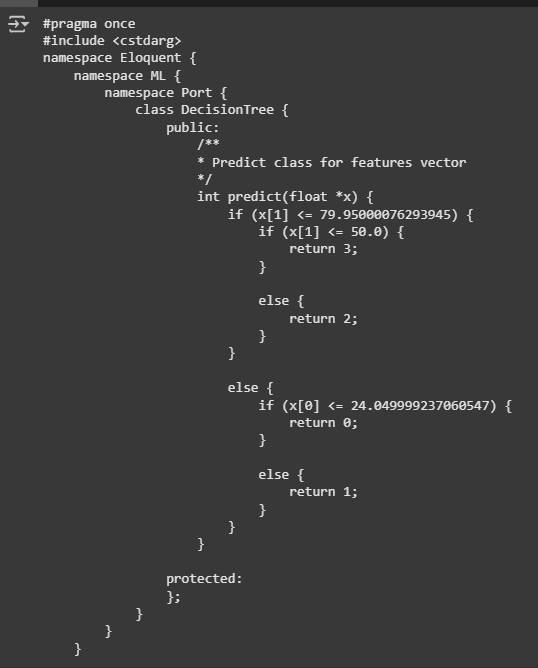 #pragma once
#include <cstdarg>
namespace Eloquent {
    namespace ML {
        namespace Port {
            class DecisionTree {
                public:
                    /**
                    * Predict class for features vector
                    */
                    int predict(float *x) {
                        if (x[1] <= 79.95000076293945) {
                            if (x[1] <= 50.0) {
                                return 3;
                            }

                            else {
                                return 2;
                            }
                        }

                        else {
                            if (x[0] <= 24.049999237060547) {
                                return 0;
                            }

                            else {
                                return 1;
                            }
                        }
                    }

                protected:
                };
            }
        }
    }